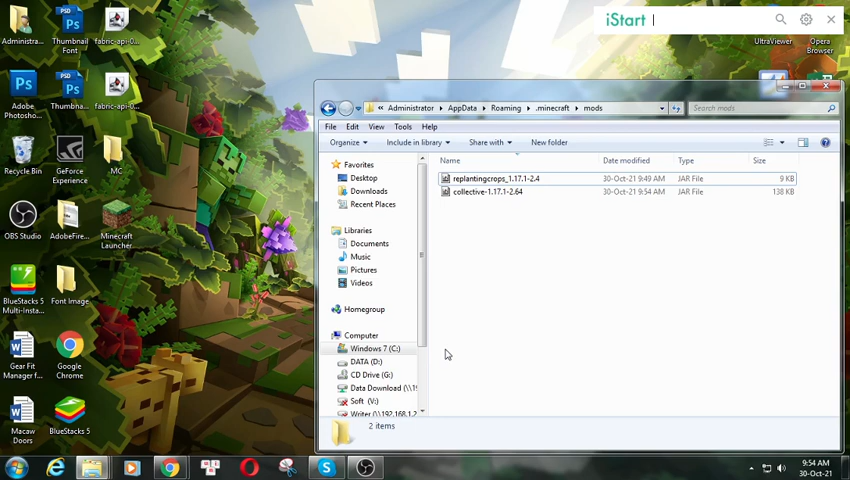 iStart
Administra...
Thumbnail
Font
fabric-api-0...
UltraViewer
Opera
Browser
Adobe
Photosho...
Thumbna...
fabric-api-0...
« Administrator ▸ AppData ▸ Roaming ▸ .minecraft ▸ mods
Search mods
File Edit View Tools Help
Organize Include in library Share with New folder
Name Date modified Type Size
Favorites
Desktop
Downloads
Recent Places
replantingcrops_1.17.1-2.4 30-Oct-21 9:49 AM JAR File 9 KB
collective-1.17.1-2.64 30-Oct-21 9:54 AM JAR File 138 KB
Recycle Bin
GeForce
Experience
MC
Libraries
Documents
Music
Pictures
Videos
OBS Studio
AdobeFire...
Minecraft
Launcher
Homegroup
BlueStacks 5
Multi-Insta...
Font Image
Computer
Windows 7 (C:)
DATA (D:)
CD Drive (G:)
Data Download (\\19
Soft (V:)
Writer (\\192.168.1.2
Gear Fit
Manager f...
Google
Chrome
Macaw
Doors
BlueStacks 5
2 items
9:54 AM
30-Oct-21